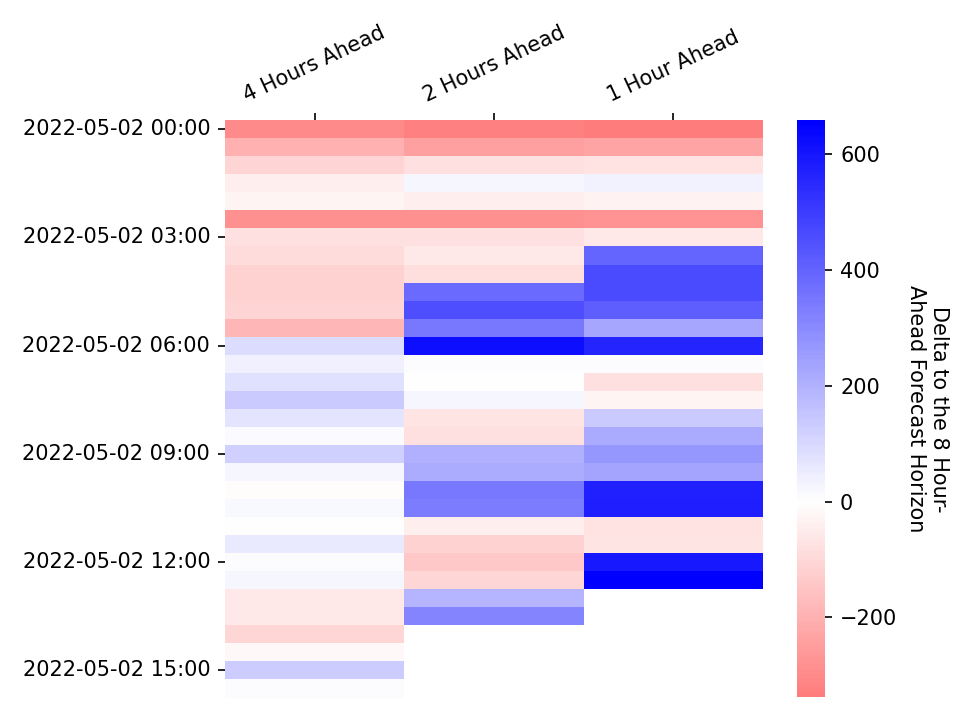 4 Hours Ahead
2 Hours Ahead
1 Hour Ahead
2022-05-02 00:00
2022-05-02 03:00
2022-05-02 06:00
2022-05-02 09:00
2022-05-02 12:00
2022-05-02 15:00
600
400
200
0
−200
Delta to the 8 Hour-
Ahead Forecast Horizon